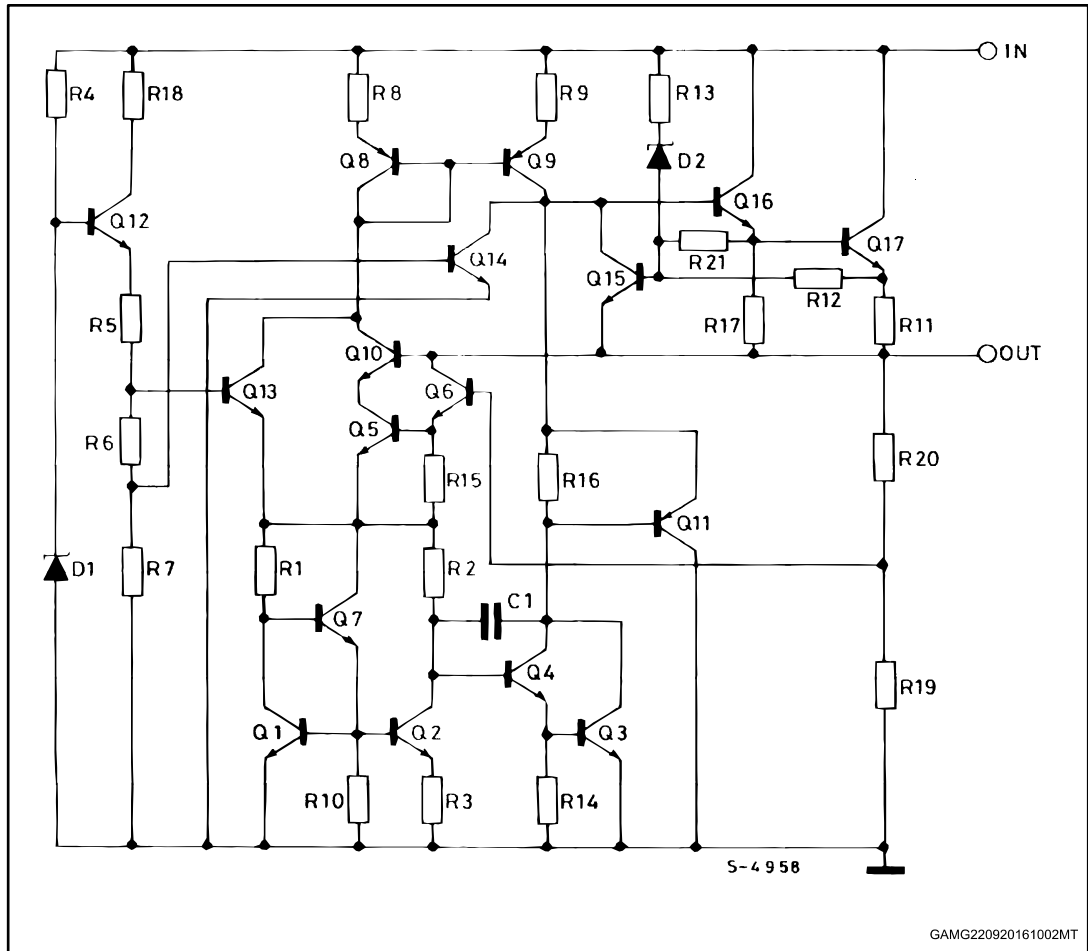 IN
R4
R18
R8
R9
R13
Q8
Q9
D2
Q12
Q16
Q14
R21
Q17
Q15
R12
R5
R17
R11
Q10
OUT
Q13
Q6
R6
Q5
R20
R15
R16
Q11
D1
R7
R1
R2
C1
Q7
Q4
R19
Q1
Q2
Q3
R10
R3
R14
S-4958
GAMG220920161002MT